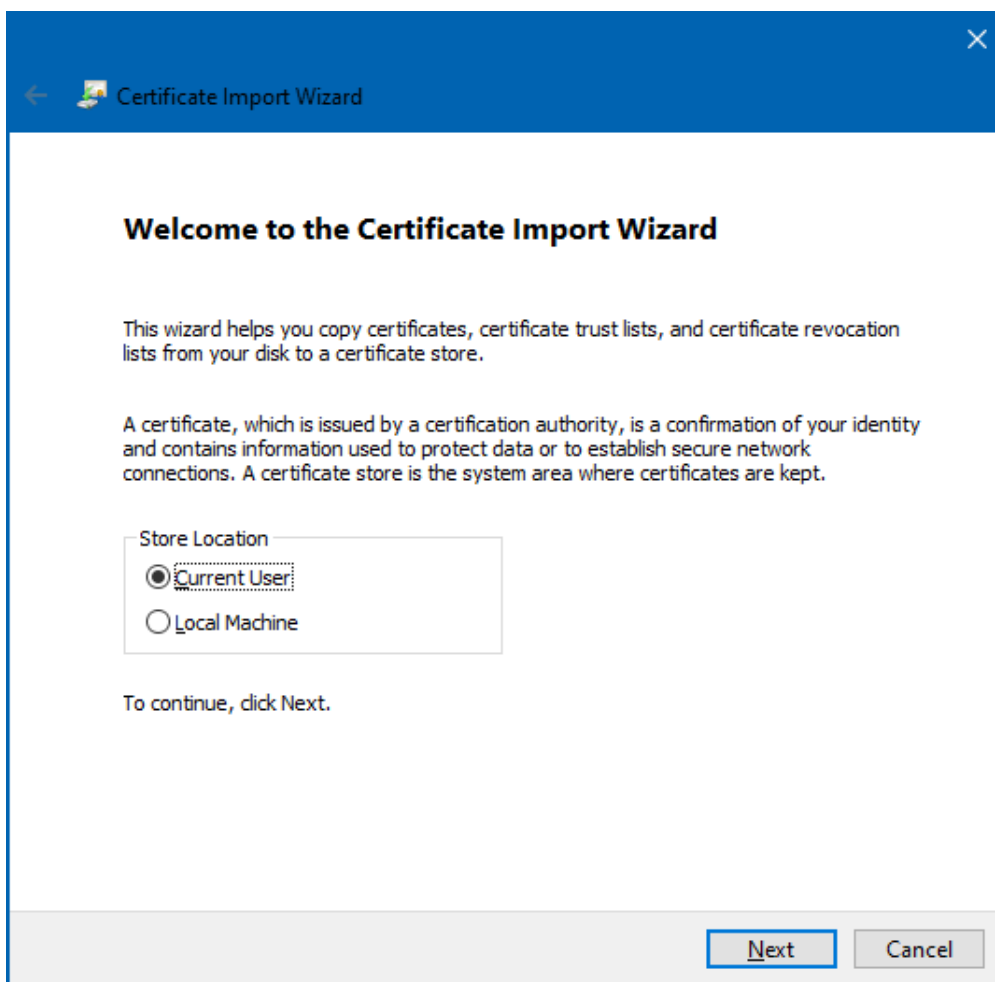 Certificate Import Wizard
Welcome to the Certificate Import Wizard
This wizard helps you copy certificates, certificate trust lists, and certificate revocation
lists from your disk to a certificate store.
A certificate, which is issued by a certification authority, is a confirmation of your identity
and contains information used to protect data or to establish secure network
connections. A certificate store is the system area where certificates are kept.
Store Location
Current User
Local Machine
To continue, click Next.
Next Cancel